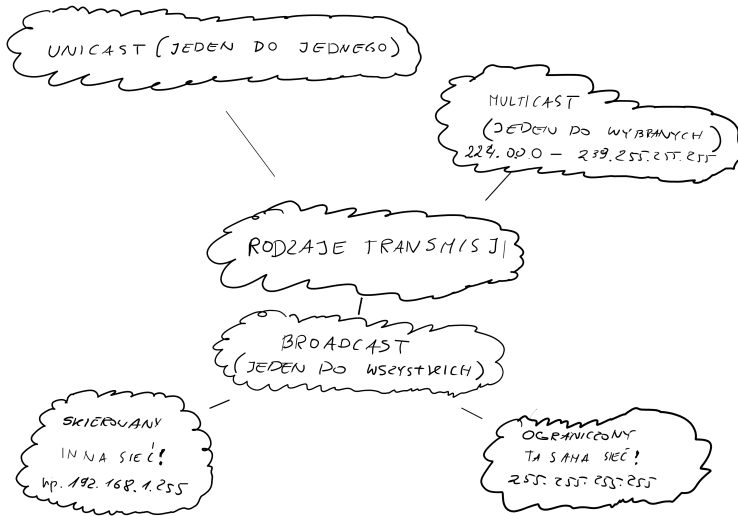 UNICAST (JEDEN DO JEDNEGO)
MULTICAST
(JEDEN DO WYBRANYCH)
224.0.0.0 - 239.255.255.255
RODZAJE TRANSMISJI
BROADCAST
(JEDEN DO WSZYSTKICH)
SKIEROWANY
INNA SIEĆ!
np. 192.168.1.255
OGRANICZONY
TA SAMA SIEĆ!
255.255.255.255